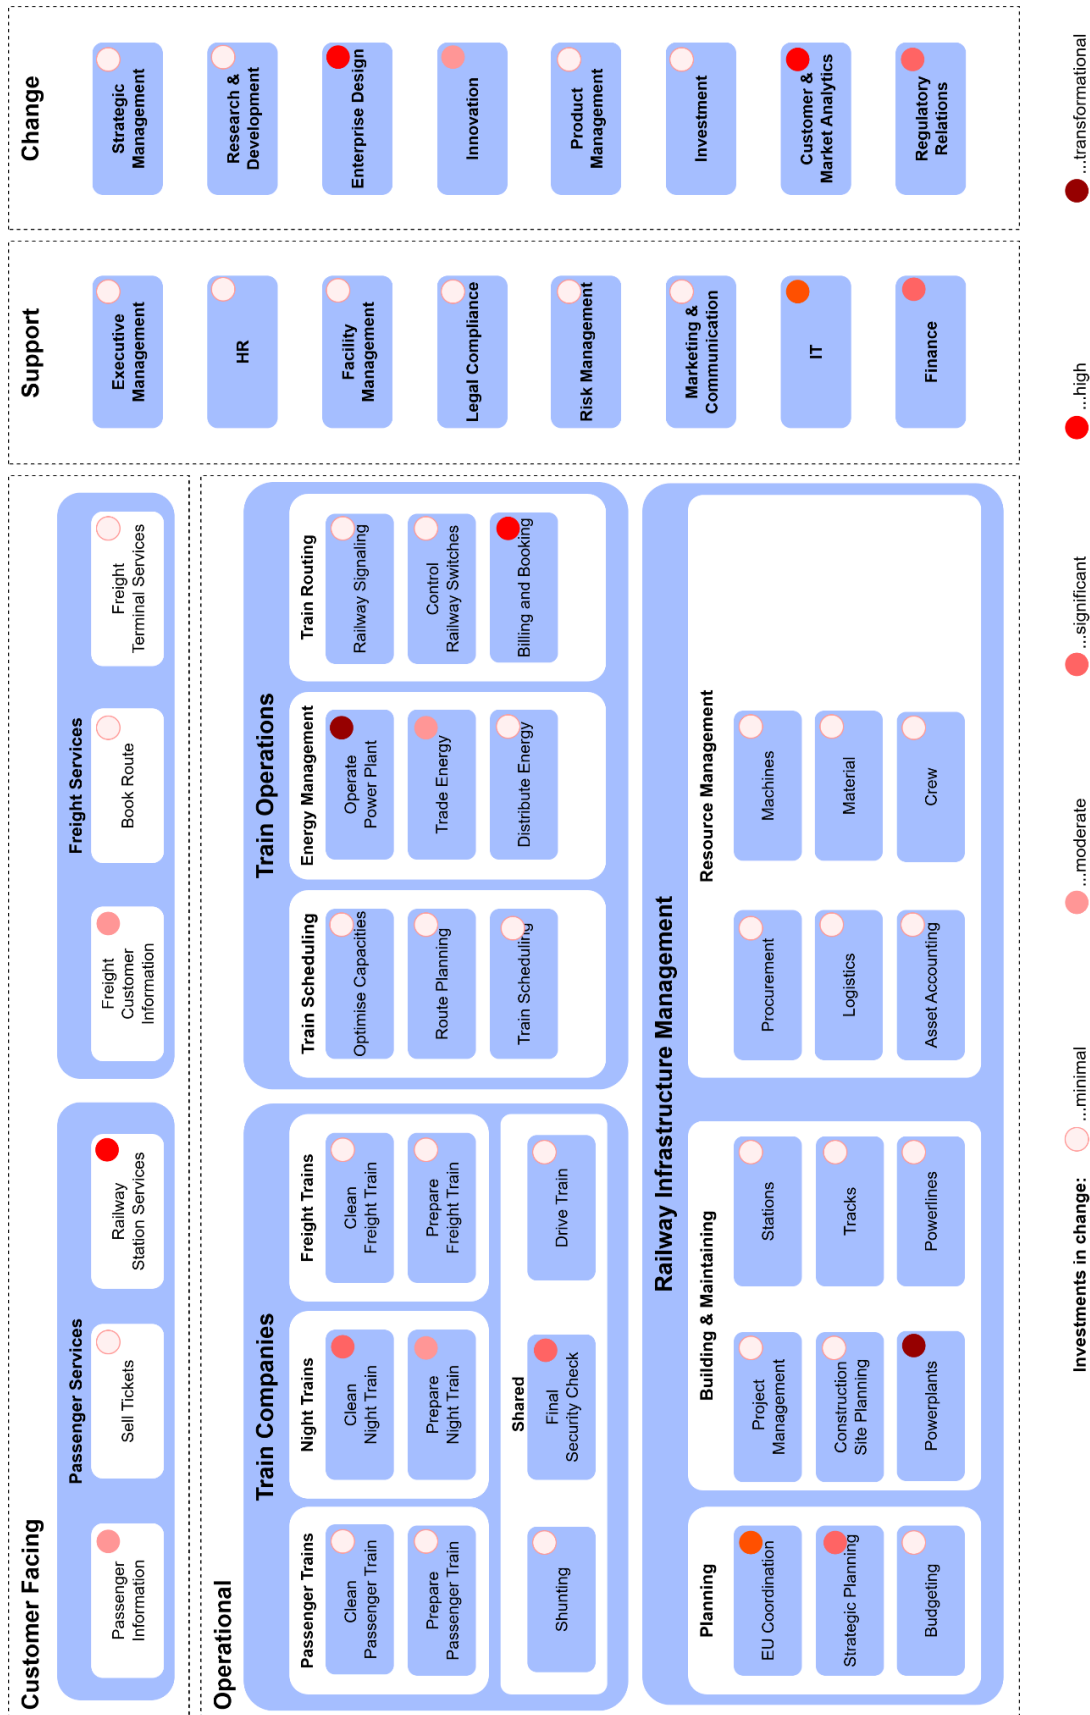 Customer Facing
Passenger Services
Passenger
Information
Sell Tickets
Railway
Station Services
Freight Services
Freight
Customer
Information
Book Route
Freight
Terminal Services
Operational
Train Companies
Passenger Trains
Clean
Passenger Train
Prepare
Passenger Train
Night Trains
Clean
Night Train
Prepare
Night Train
Freight Trains
Clean
Freight Train
Prepare
Freight Train
Shared
Shunting
Final
Security Check
Drive Train
Train Operations
Train Scheduling
Optimise Capacities
Route Planning
Train Scheduling
Energy Management
Operate
Power Plant
Trade Energy
Distribute Energy
Train Routing
Railway Signaling
Control
Railway Switches
Billing and Booking
Railway Infrastructure Management
Planning
EU Coordination
Strategic Planning
Budgeting
Building & Maintaining
Project
Management
Stations
Construction
Site Planning
Tracks
Powerplants
Powerlines
Resource Management
Procurement
Machines
Logistics
Material
Asset Accounting
Crew
Support
Executive
Management
HR
Facility
Management
Legal Compliance
Risk Management
Marketing &
Communication
IT
Finance
Change
Strategic
Management
Research &
Development
Enterprise Design
Innovation
Product
Management
Investment
Customer &
Market Analytics
Regulatory
Relations
Investments in change:
...minimal
...moderate
...significant
...high
...transformational